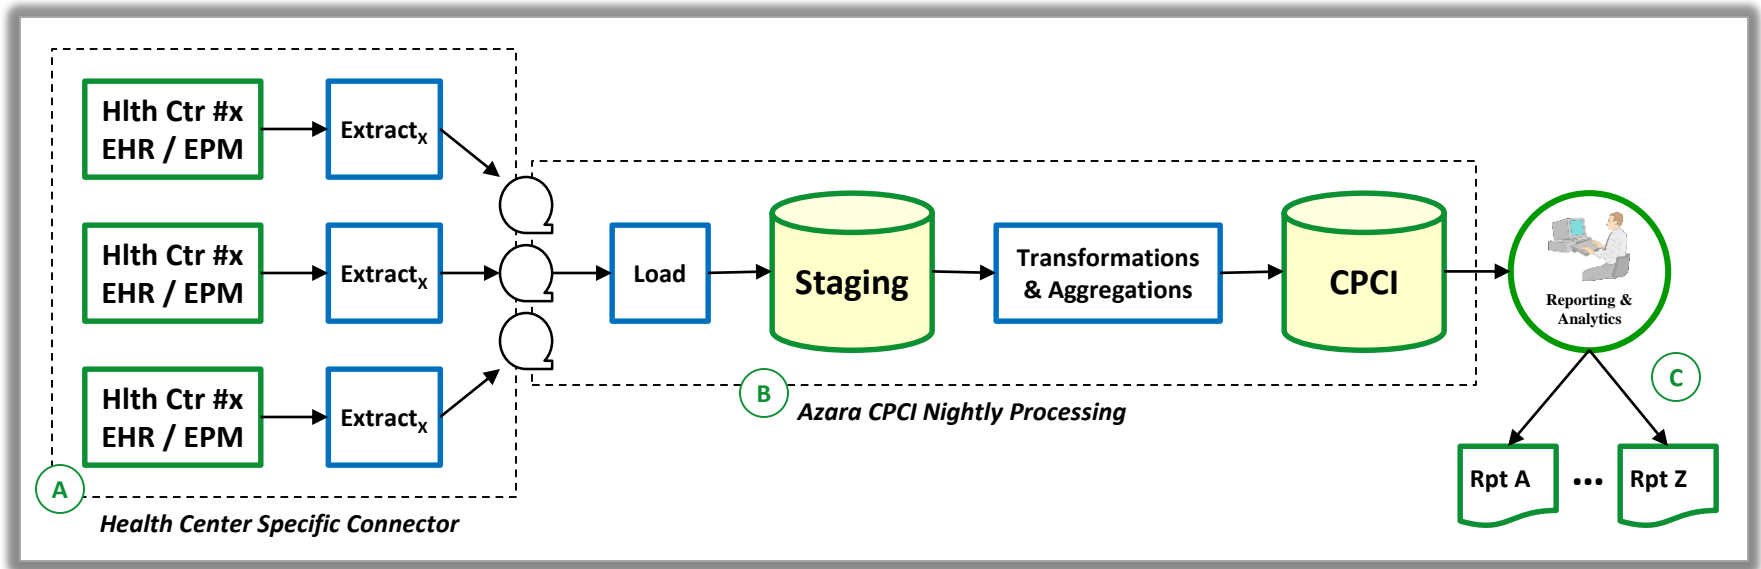 Hlth Ctr #x
EHR / EPM
Extractx
Hlth Ctr #x
EHR / EPM
Extractx
Hlth Ctr #x
EHR / EPM
Extractx
A
Health Center Specific Connector
Load
Staging
Transformations
& Aggregations
CPCI
B
Azara CPCI Nightly Processing
Reporting &
Analytics
C
Rpt A
...
Rpt Z